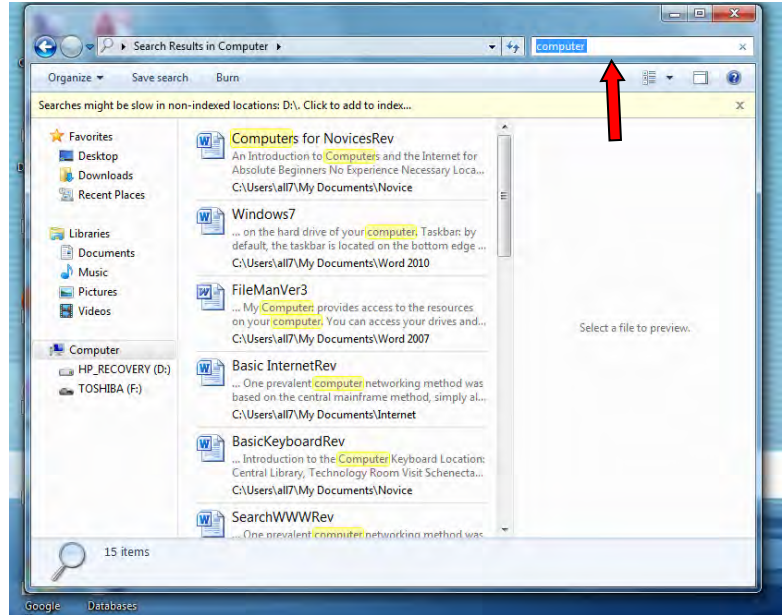 Search Results in Computer
computer
Organize Save search Burn
Searches might be slow in non-indexed locations: D:\. Click to add to index...
Favorites
Desktop
Downloads
Recent Places
Libraries
Documents
Music
Pictures
Videos
Computer
HP_RECOVERY (D:)
TOSHIBA (F:)
Computers for NovicesRev
An Introduction to Computers and the Internet for
Absolute Beginners No Experience Necessary Loca...
C:\Users\all7\My Documents\Novice
Windows7
... on the hard drive of your computer. Taskbar: by
default, the taskbar is located on the bottom edge ...
C:\Users\all7\My Documents\Word 2010
FileManVer3
... My Computer: provides access to the resources
on your computer. You can access your drives and...
C:\Users\all7\My Documents\Word 2007
Basic InternetRev
... One prevalent computer networking method was
based on the central mainframe method, simply al...
C:\Users\all7\My Documents\Internet
BasicKeyboardRev
... Introduction to the Computer Keyboard Location:
Central Library, Technology Room Visit Schenecta...
C:\Users\all7\My Documents\Novice
SearchWWWRev
... One prevalent computer networking method was
Select a file to preview.
15 items
Google Databases